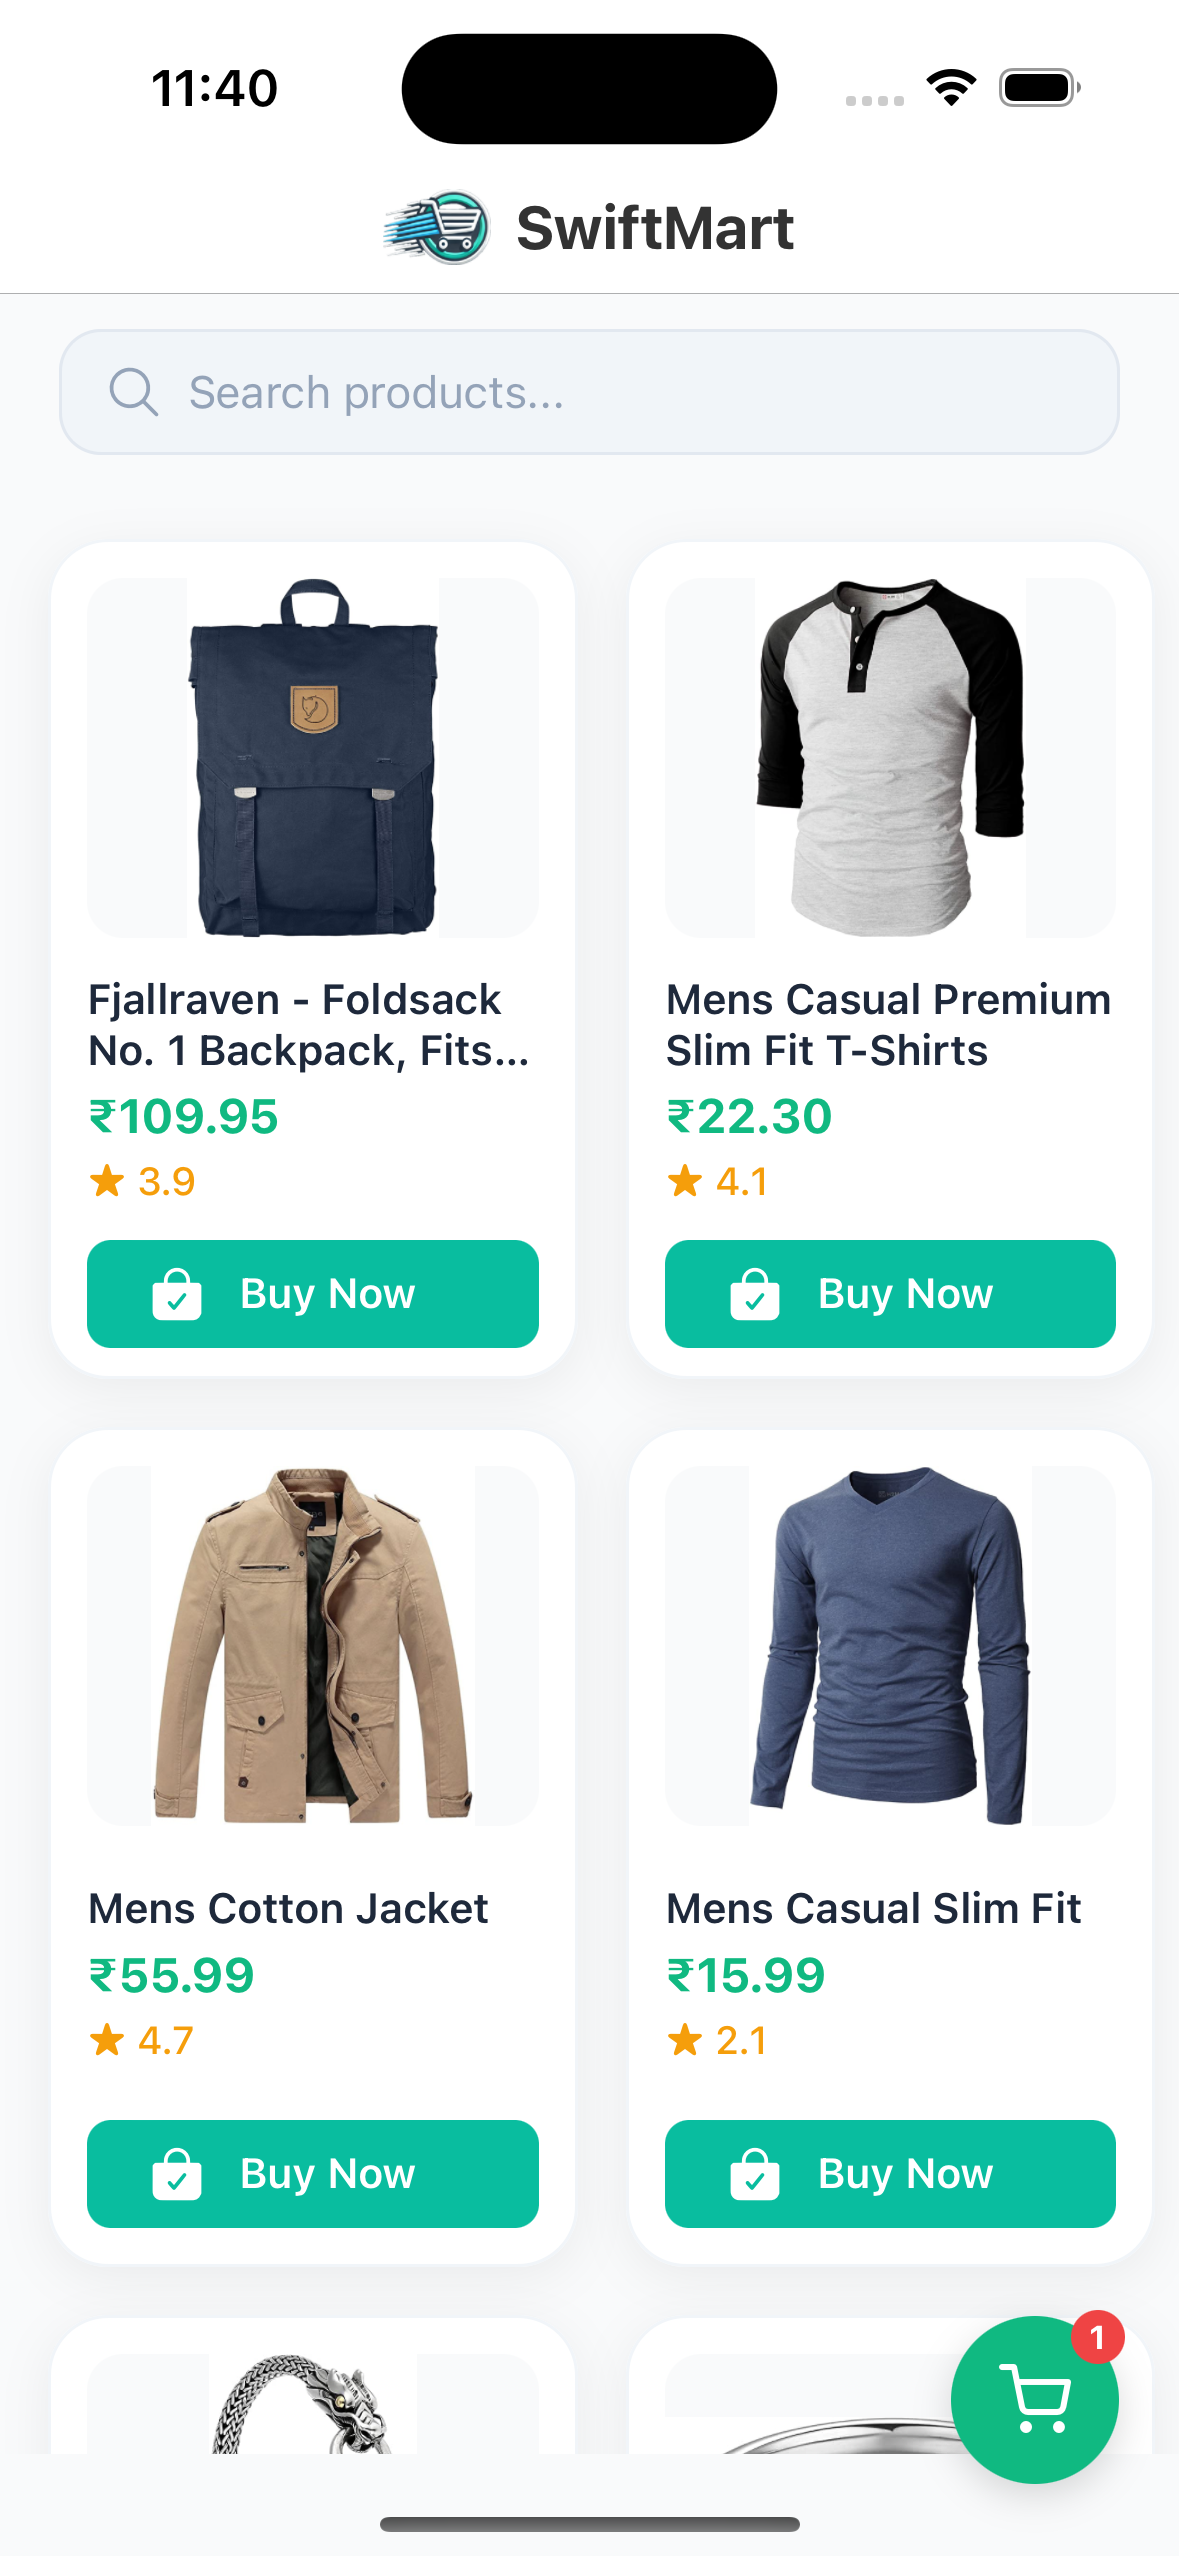 11:40
SwiftMart
Search products...
Fjallraven - Foldsack
No. 1 Backpack, Fits...
₹109.95
3.9
Buy Now
Mens Casual Premium
Slim Fit T-Shirts
₹22.30
4.1
Buy Now
Mens Cotton Jacket
₹55.99
4.7
Buy Now
Mens Casual Slim Fit
₹15.99
2.1
Buy Now
1